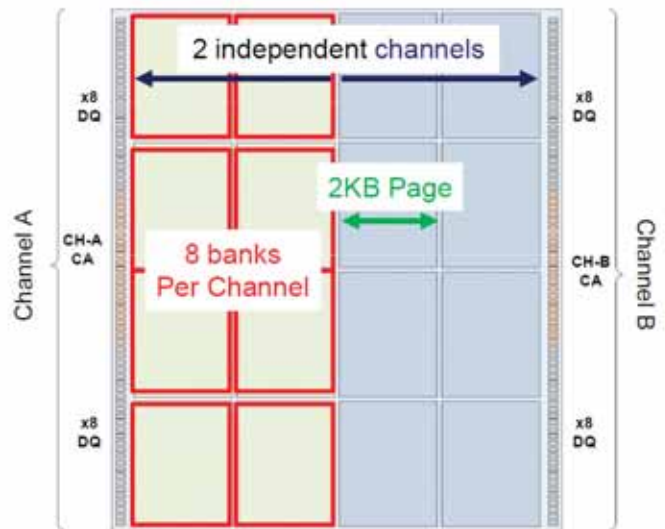 2 independent channels
x8
DQ
x8
DQ
2KB Page
Channel A
CH-A
CA
8 banks
Per Channel
CH-B
CA
Channel B
x8
DQ
x8
DQ